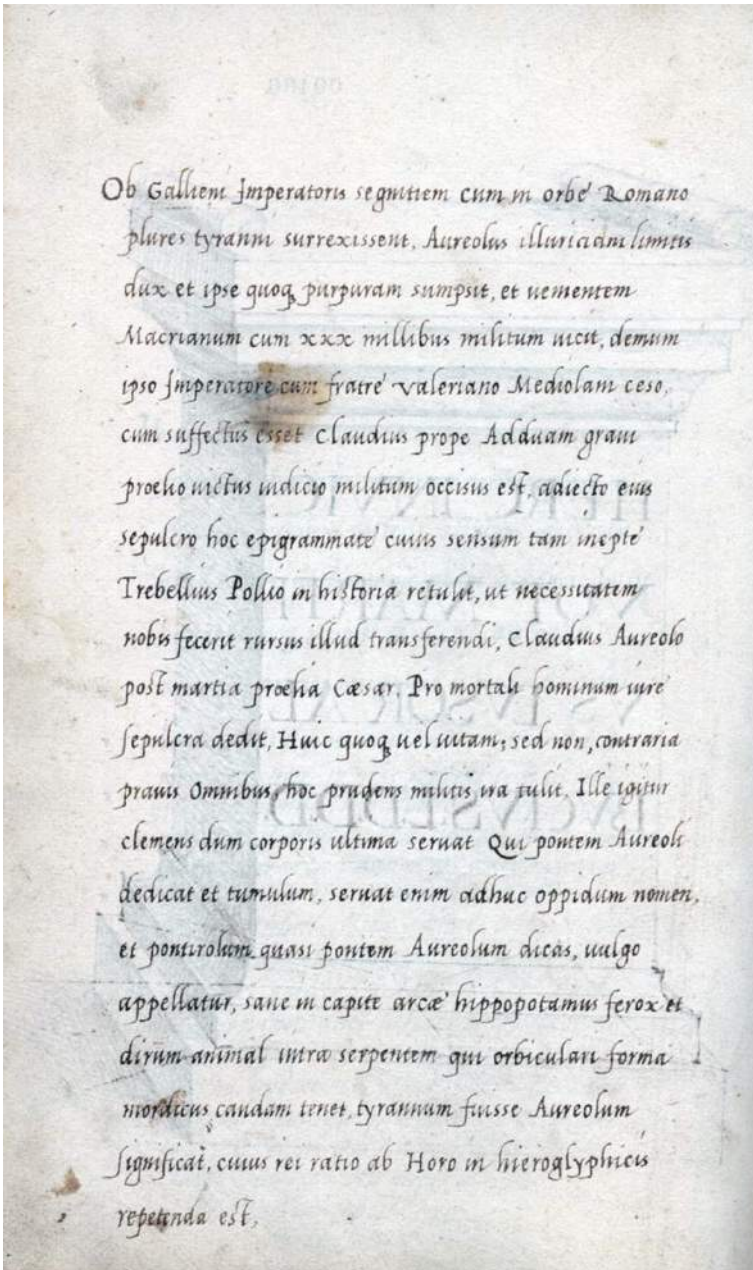 Ob Gallieni Imperatoris segnitiem cum in orbe Romano
plures tyranni surrexissent, Aureolus illuriciani limitis
dux et ipse quoq purpuram sumpsit, et uementem
Macrianum cum xxx millibus militum uicit, demum
ipso Imperatore cum fratre valeriano Mediolani ceso,
cum suffectus esset Claudius prope Adduam graui
proelio uictus iudicio militum occisus est, adiecto eius
sepulcro hoc epigrammate cuius sensum tam inepte
Trebellius Pollio in historia retulit, ut necessitatem
nobis fecerit rursus illud transferendi, Claudius Aureolo
post martia proelia Cæsar, Pro mortali hominum iure
sepulcra dedit, Huic quoq uel uitam, sed non, contraria
prauis Omnibus, hoc prudens militis ira tulit, Ille igitur
clemens dum corporis ultima seruat Qui pontem Aureoli
dedicat et tumulum, seruat enim adhuc oppidum nomen,
et pontirolum quasi pontem Aureolum dicas, uulgo
appellatur, sane in capite arcæ hippopotamus ferox et
dirum animal intra serpentem qui orbiculari forma
mordicus caudam tenet, tyrannum fuisse Aureolum
significat, cuius rei ratio ab Horo in hieroglyphicis
repetenda est,